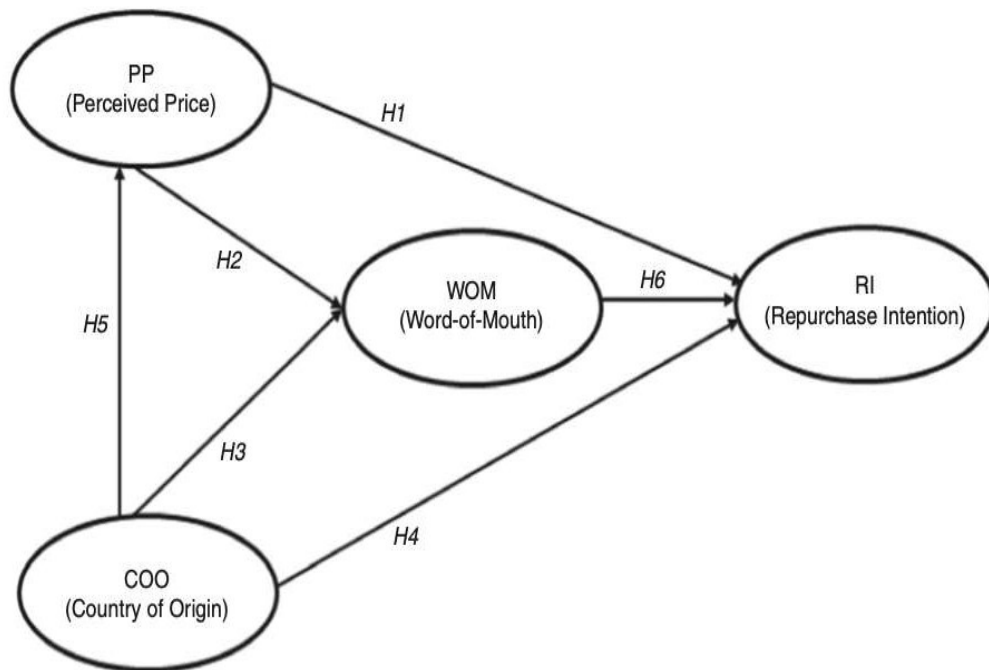 PP
(Perceived Price)
H1
H2
WOM
(Word-of-Mouth)
H6
RI
(Repurchase Intention)
H5
H3
H4
COO
(Country of Origin)